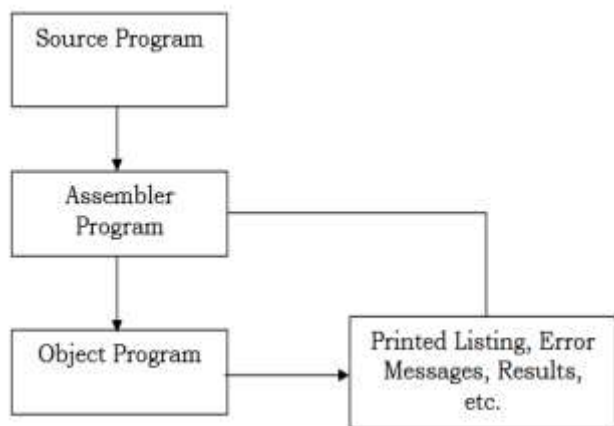 Source Program
Assembler
Program
Object Program
Printed Listing, Error
Messages, Results,
etc.